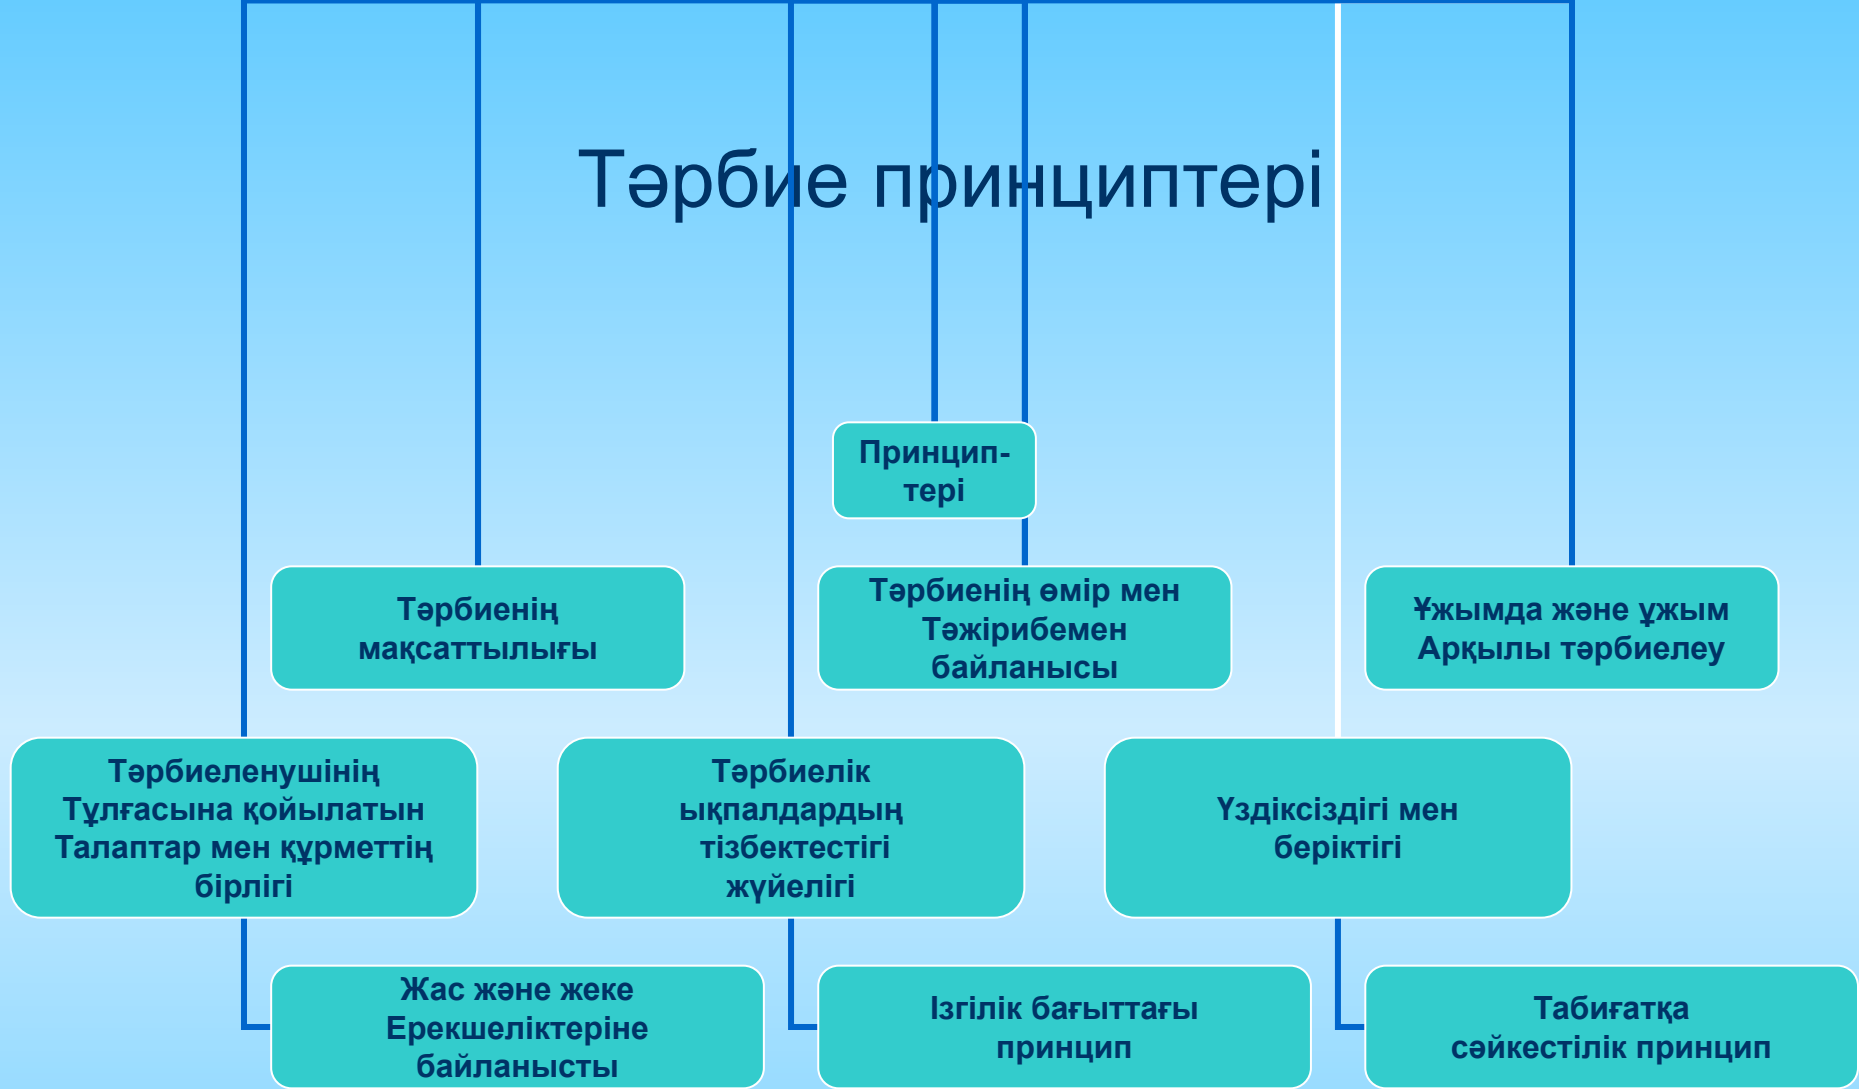 Тәрбие принциптері
Принцип-
тері
Тәрбиенің
мақсаттылығы
Тәрбиенің өмір мен
Тәжірибемен
байланысы
Ұжымда және ұжым
Арқылы тәрбиелеу
Тәрбиеленушінің
Тұлғасына қойылатын
Талаптар мен құрметтің
бірлігі
Тәрбиелік
ықпалдардың
тізбектестігі
жүйелігі
Үздіксіздігі мен
беріктігі
Жас және жеке
Ерекшеліктеріне
байланысты
Ізгілік бағыттағы
принцип
Табиғатқа
сәйкестілік принцип